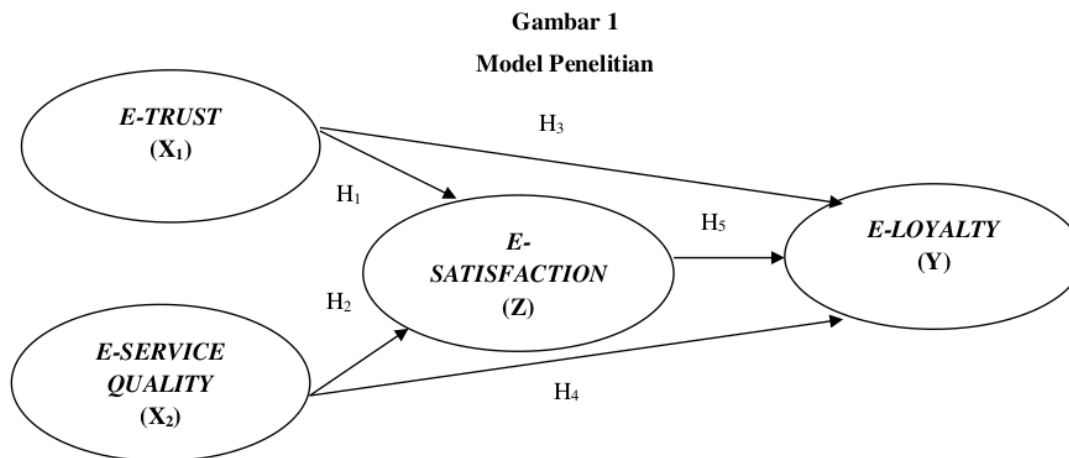 Gambar 1
Model Penelitian
E-TRUST
(X₁)
H₃
H₁
E-
SATISFACTION
(Z)
H₅
E-LOYALTY
(Y)
H₂
E-SERVICE
QUALITY
(X₂)
H₄